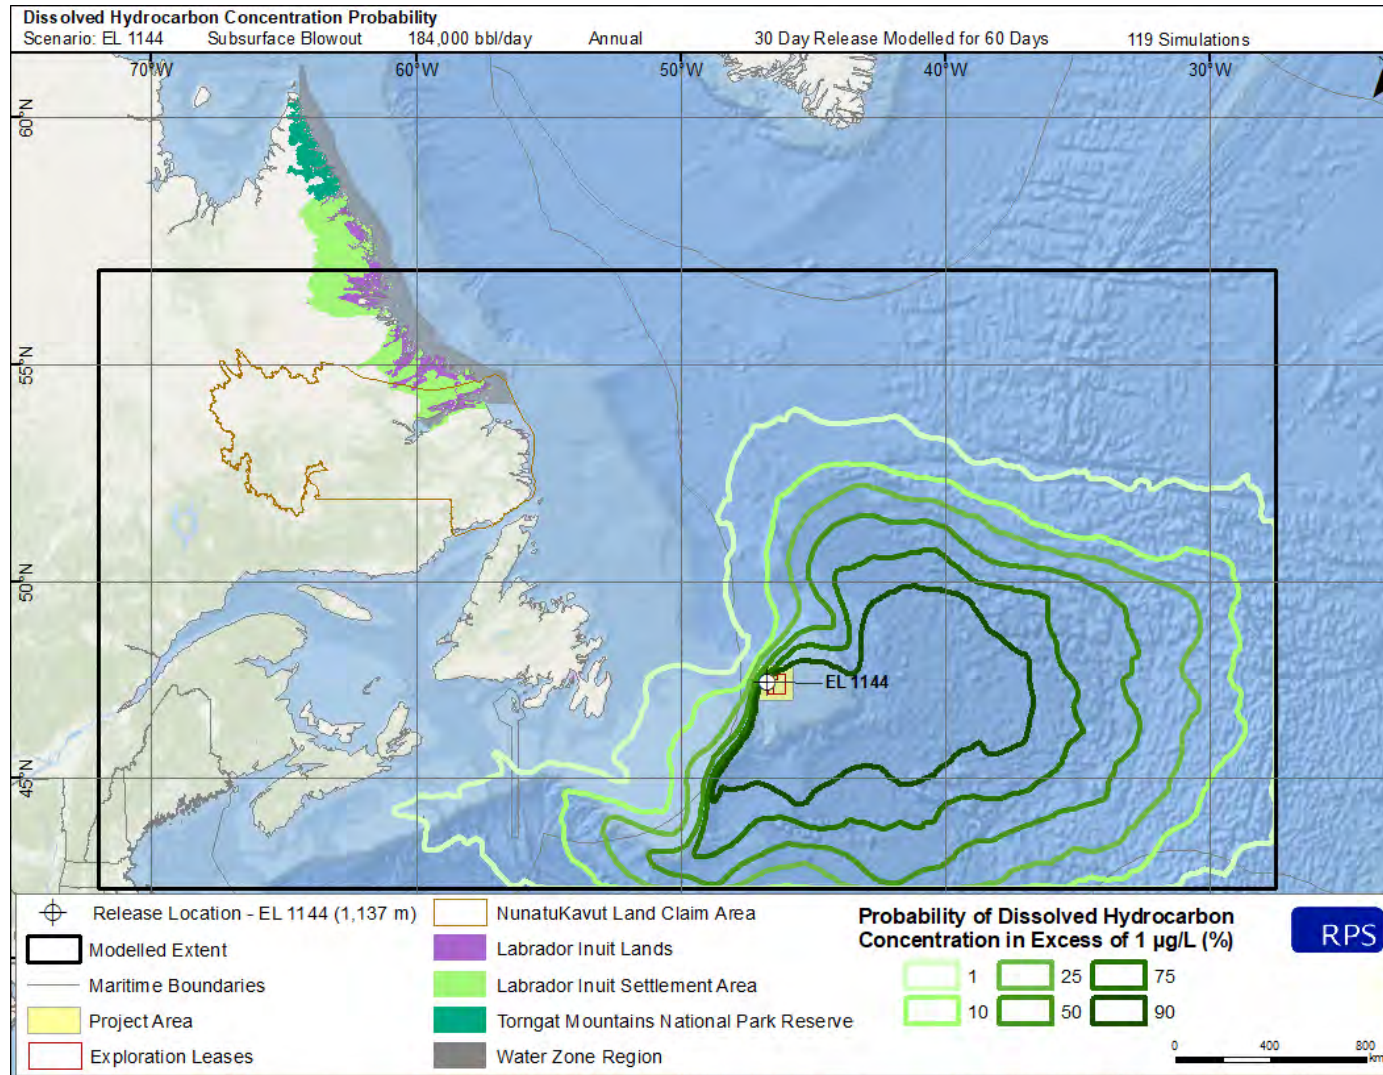 Dissolved Hydrocarbon Concentration Probability
Scenario: EL 1144 Subsurface Blowout 184,000 bbl/day Annual 30 Day Release Modelled for 60 Days 119 Simulations
70°W 60°W 50°W 40°W 30°W
60°N
55°N
50°N
EL 1144
45°N
Release Location - EL 1144 (1,137 m)
Modelled Extent
Maritime Boundaries
Project Area
Exploration Leases
NunatuKavut Land Claim Area
Labrador Inuit Lands
Labrador Inuit Settlement Area
Torngat Mountains National Park Reserve
Water Zone Region
Probability of Dissolved Hydrocarbon
Concentration in Excess of 1 µg/L (%)
1 25 75
10 50 90
RPS
0 400 800
km